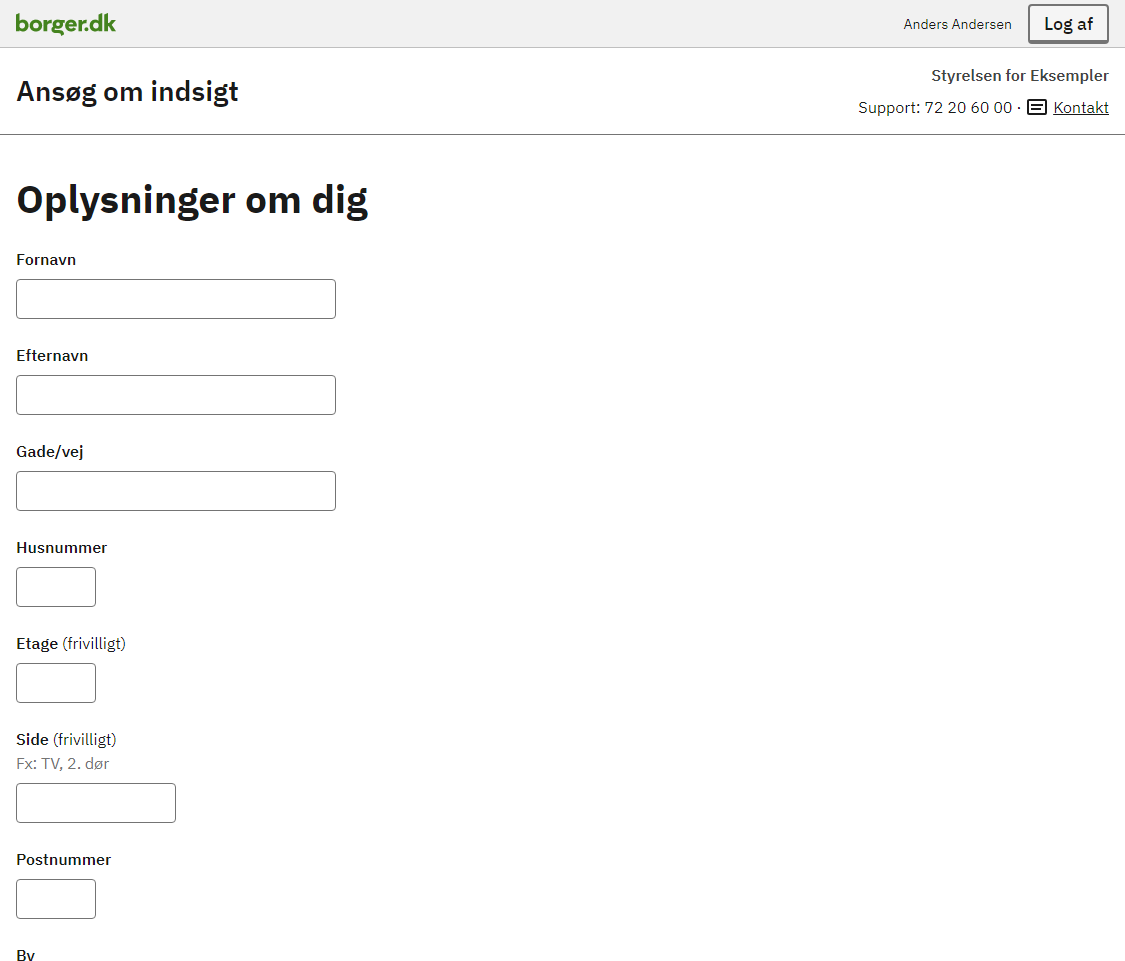 borger.dk
Anders Andersen
Log af
Ansøg om indsigt
Styrelsen for Eksempler
Support: 72 20 60 00 · Kontakt
Oplysninger om dig
Fornavn
Efternavn
Gade/vej
Husnummer
Etage (frivilligt)
Side (frivilligt)
Fx: TV, 2. dør
Postnummer
By